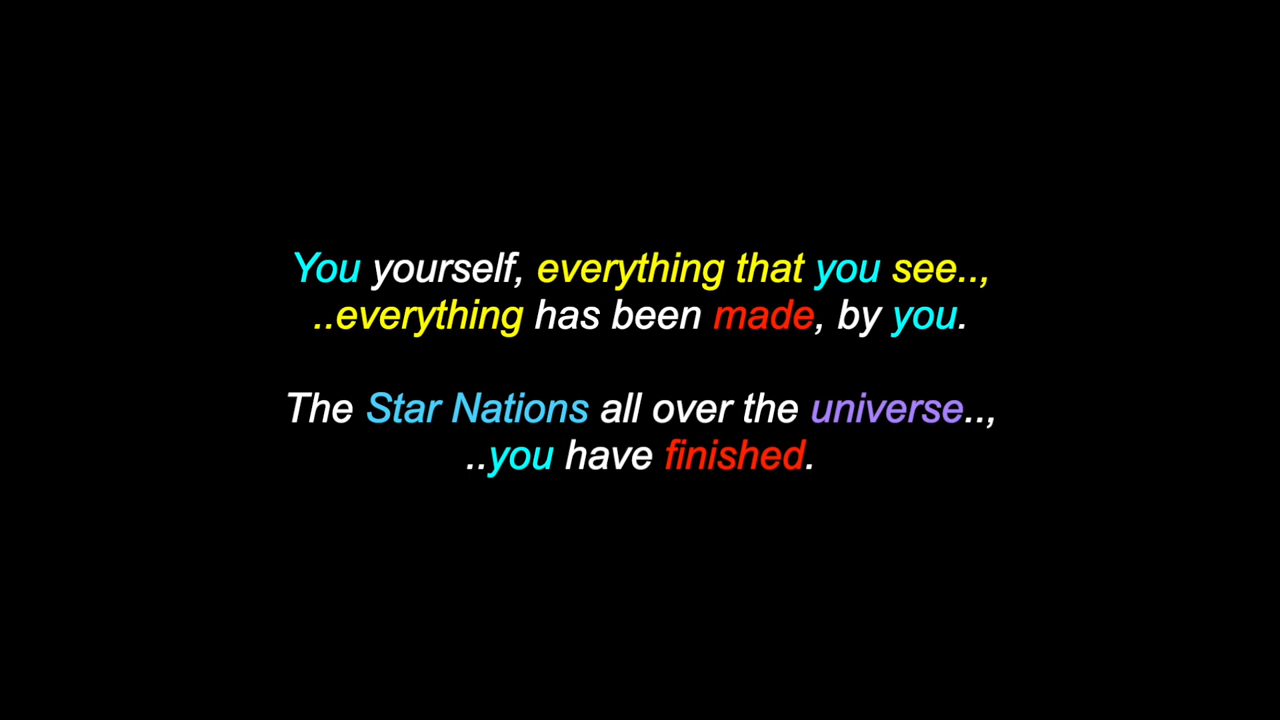 You yourself, everything that you see..,
..everything has been made, by you.
The Star Nations all over the universe..,
..you have finished.